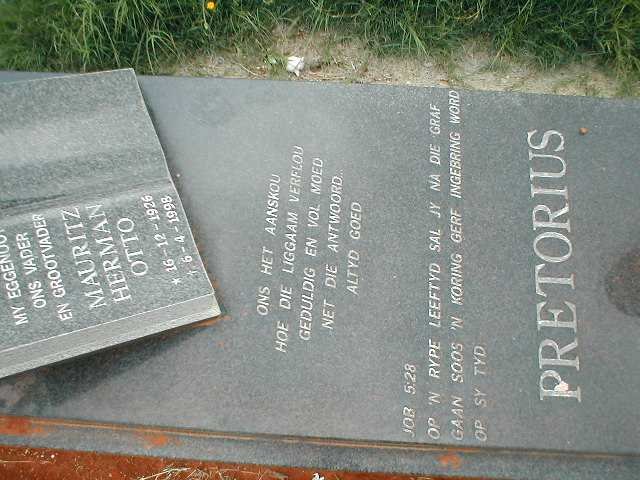 MY EGGENOO
ONS VADER
EN GROOTVADER
MAURITZ
HERMAN
OTTO
* 16-12-1926
† 6-4-1998
ONS HET AANSKOU
HOE DIE LIGGAAM VERFLOU
GEDULDIG EN VOL MOED
NET DIE ANTWOORD...
ALTYD GOED
JOB 5:28
OP 'N RYPE LEEFTYD SAL JY NA DIE GRAF
GAAN SOOS 'N KORING GERF INGEBRING WORD
OP SY TYD
PRETORIUS